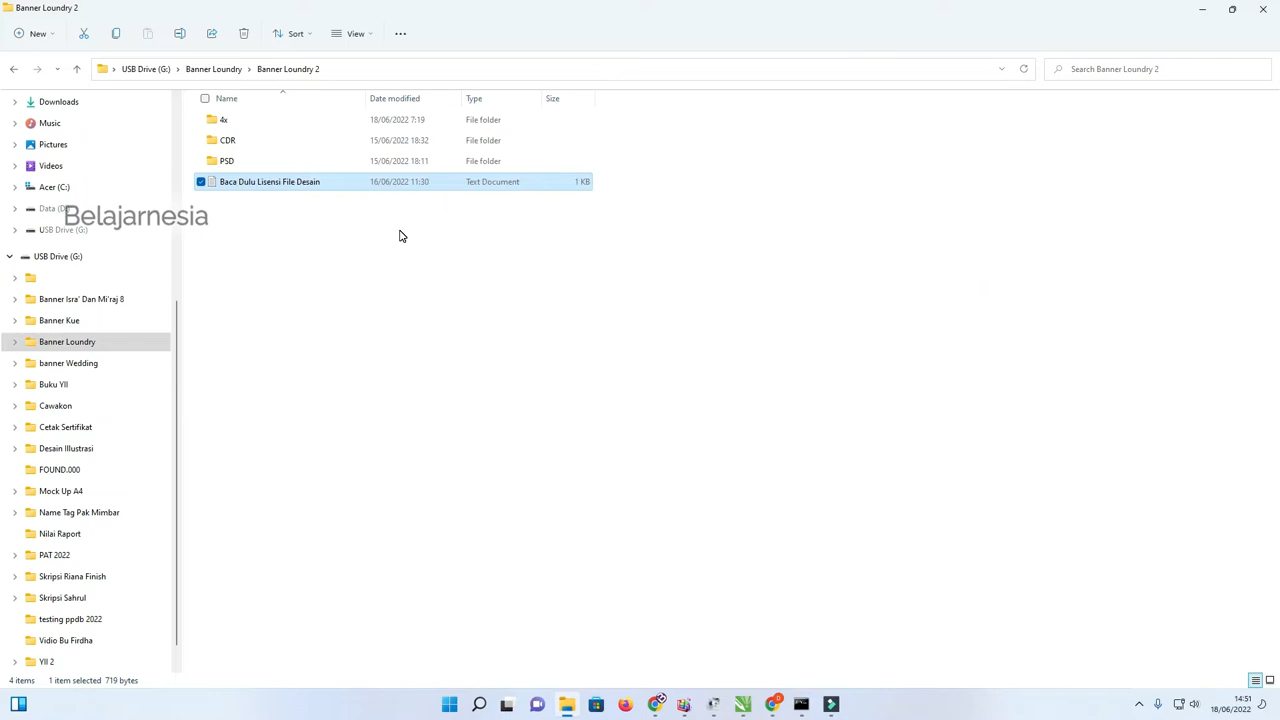 Banner Loundry 2
New
Sort
View
USB Drive (G:) > Banner Loundry > Banner Loundry 2
Search Banner Loundry 2
Name Date modified Type Size
4x 18/06/2022 7:19 File folder
CDR 15/06/2022 18:32 File folder
PSD 15/06/2022 18:11 File folder
Baca Dulu Lisensi File Desain 16/06/2022 11:30 Text Document 1 KB
Downloads
Music
Pictures
Videos
Acer (C:)
Data (D:)
Belajarnesia
USB Drive (G:)
USB Drive (G:)
Banner Isra' Dan Mi'raj 8
Banner Kue
Banner Loundry
banner Wedding
Buku YII
Cawakon
Cetak Sertifikat
Desain Illustrasi
FOUND.000
Mock Up A4
Name Tag Pak Mimbar
Nilai Raport
PAT 2022
Skripsi Riana Finish
Skripsi Sahrul
testing ppdb 2022
Vidio Bu Firdha
YII 2
4 items 1 item selected 719 bytes
14:51
18/06/2022